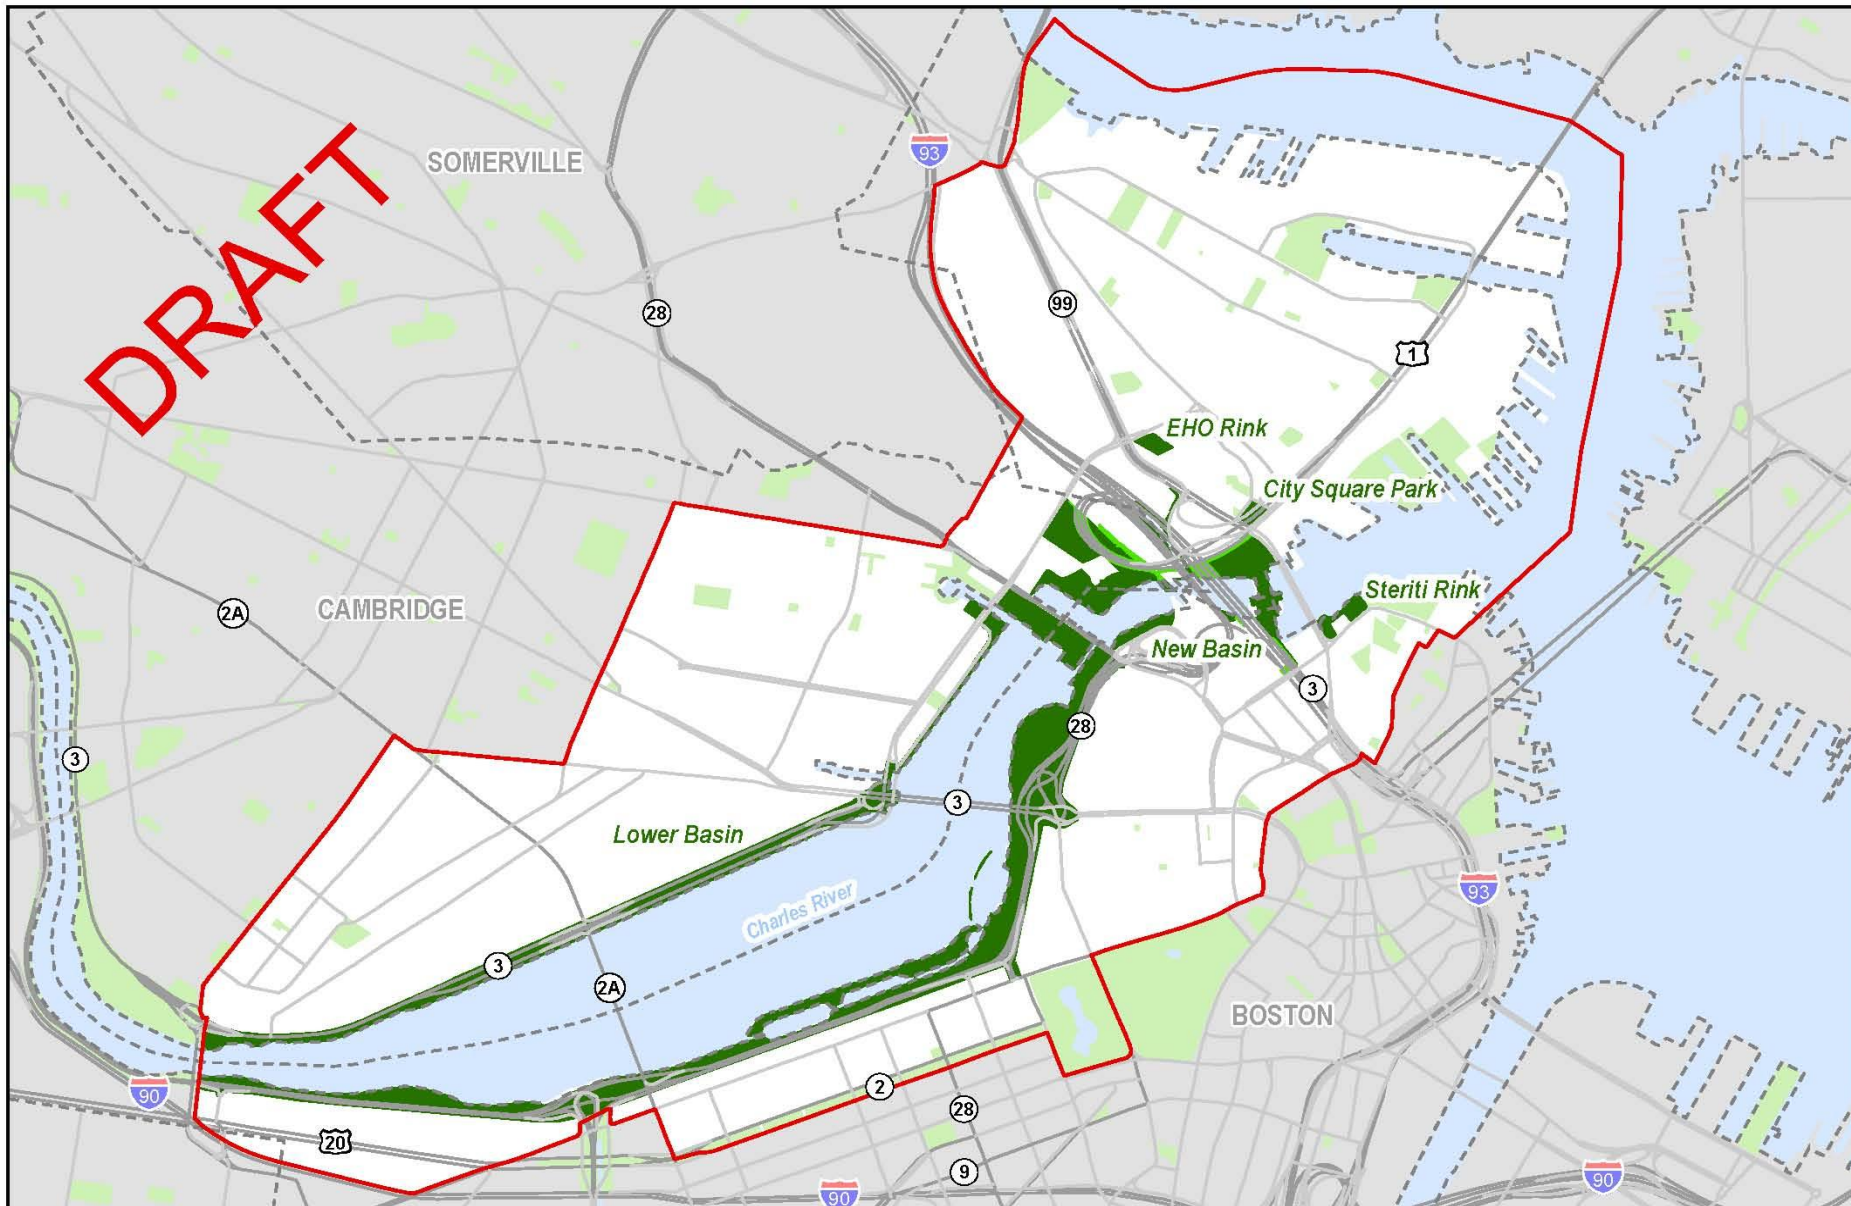 DRAFT
SOMERVILLE
93
28
99
1
EHO Rink
City Square Park
Steriti Rink
CAMBRIDGE
2A
New Basin
3
28
3
3
Lower Basin
Charles River
93
3
2A
BOSTON
2
90
28
20
9
90
90